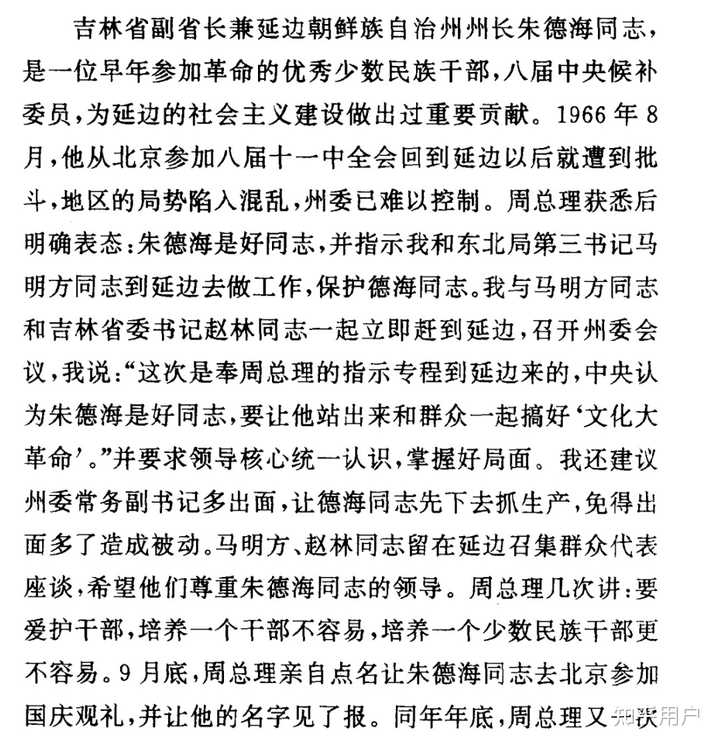 吉林省副省长兼延边朝鲜族自治州州长朱德海同志，
是一位早年参加革命的优秀少数民族干部，八届中央候补
委员，为延边的社会主义建设做出过重要贡献。1966年8
月，他从北京参加八届十一中全会回到延边以后就遭到批
斗，地区的局势陷入混乱，州委已难以控制。周总理获悉后
明确表态：朱德海是好同志，并指示我和东北局第三书记马
明方同志到延边去做工作，保护德海同志。我与马明方同志
和吉林省委书记赵林同志一起立即赶到延边，召开州委会
议，我说：“这次是奉周总理的指示专程到延边来的，中央认
为朱德海是好同志，要让他站出来和群众一起搞好‘文化大
革命’。”并要求领导核心统一认识，掌握好局面。我还建议
州委常务副书记多出面，让德海同志先下去抓生产，免得出
面多了造成被动。马明方、赵林同志留在延边召集群众代表
座谈，希望他们尊重朱德海同志的领导。周总理几次讲：要
爱护干部，培养一个干部不容易，培养一个少数民族干部更
不容易。9月底，周总理亲自点名让朱德海同志去北京参加
国庆观礼，并让他的名字见了报。同年年底，周总理又一次
知乎用户